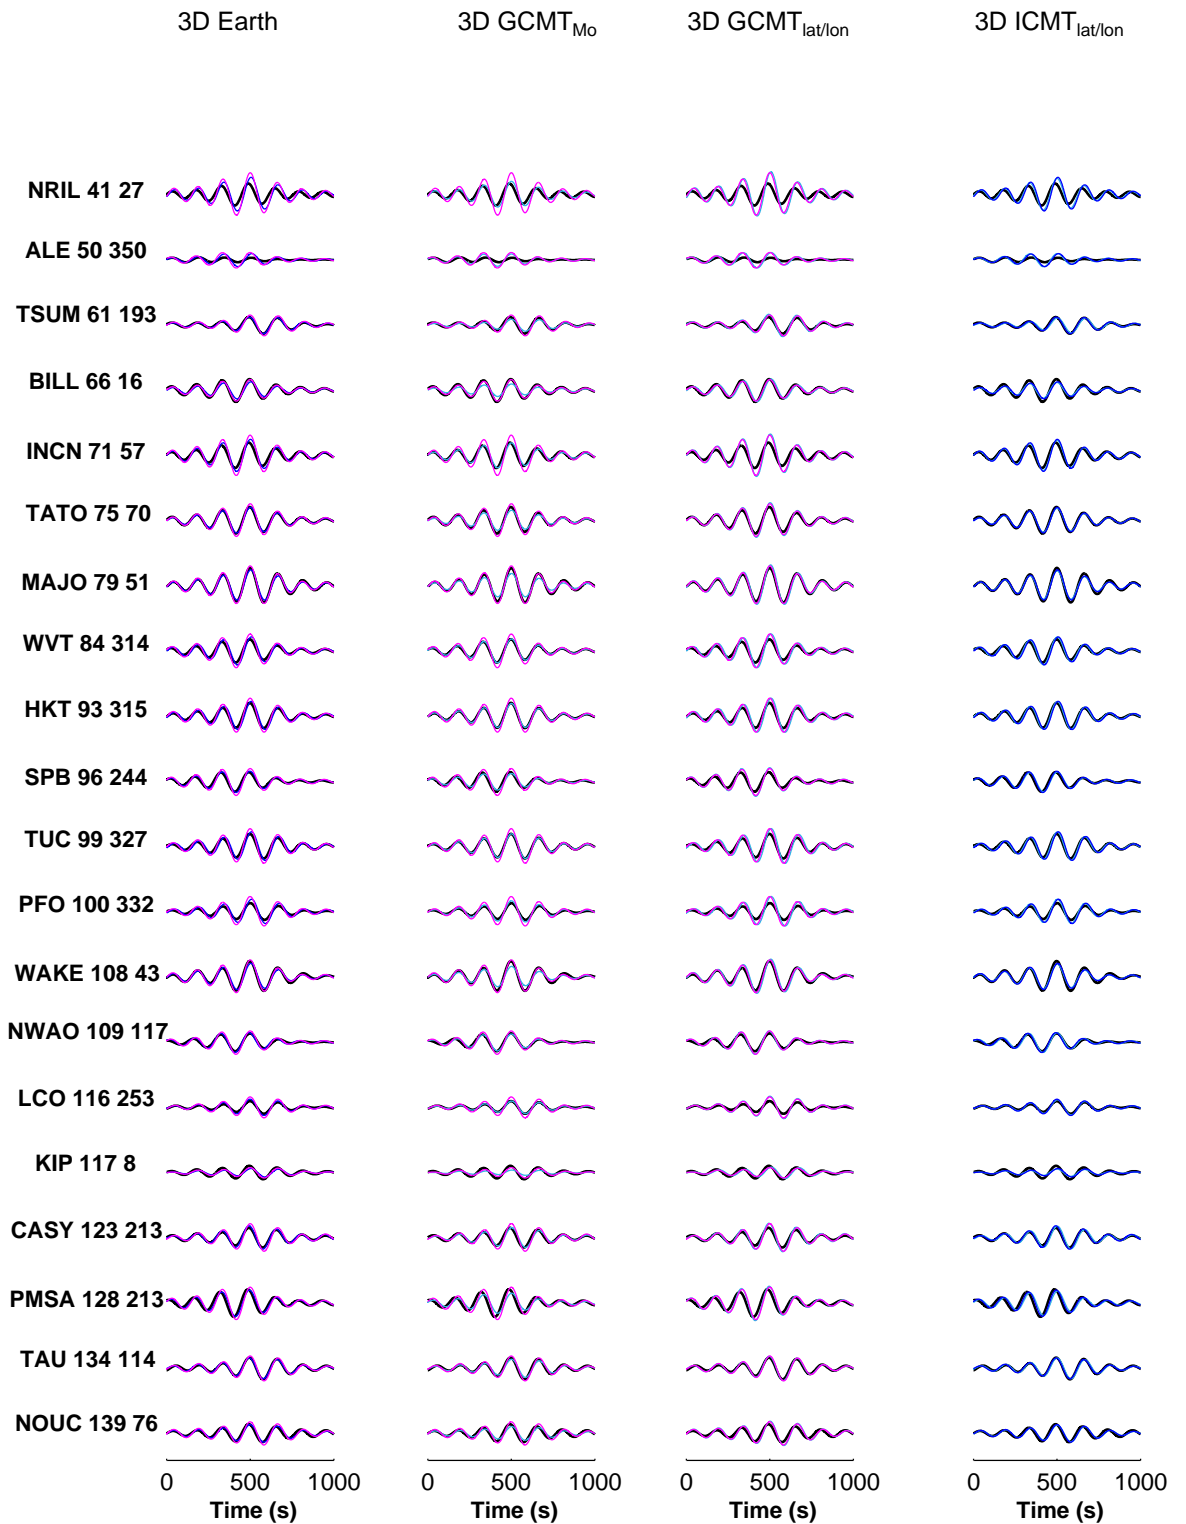 3D Earth 3D GCMT_Mo 3D GCMT_lat/lon 3D ICMT_lat/lon
NRIL 41 27
ALE 50 350
TSUM 61 193
BILL 66 16
INCN 71 57
TATO 75 70
MAJO 79 51
WVT 84 314
HKT 93 315
SPB 96 244
TUC 99 327
PFO 100 332
WAKE 108 43
NWAO 109 117
LCO 116 253
KIP 117 8
CASY 123 213
PMSA 128 213
TAU 134 114
NOUC 139 76
0 500 1000 0 500 1000 0 500 1000 0 500 1000
Time (s) Time (s) Time (s) Time (s)